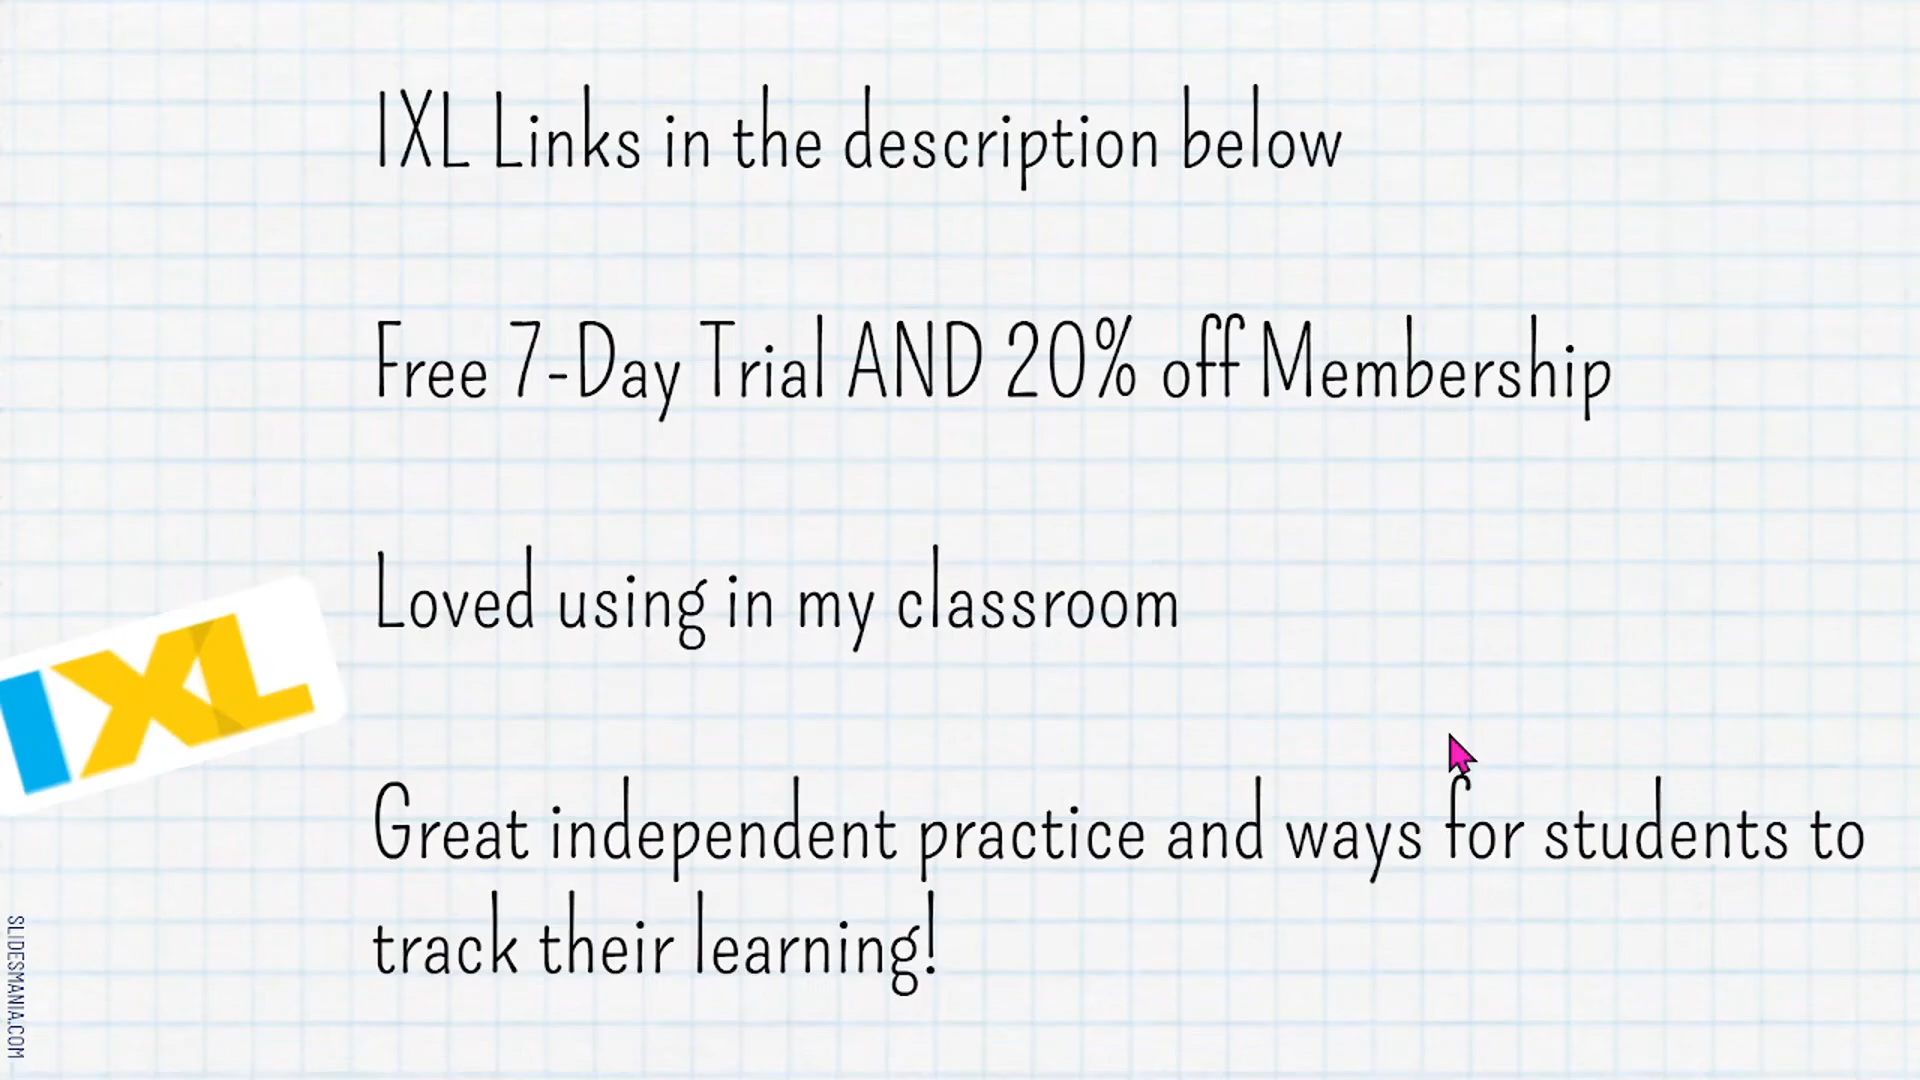 IXL Links in the description below
Free 7-Day Trial AND 20% off Membership
Loved using in my classroom
IXL
Great independent practice and ways for students to
track their learning!
SLIDESMANIA.COM